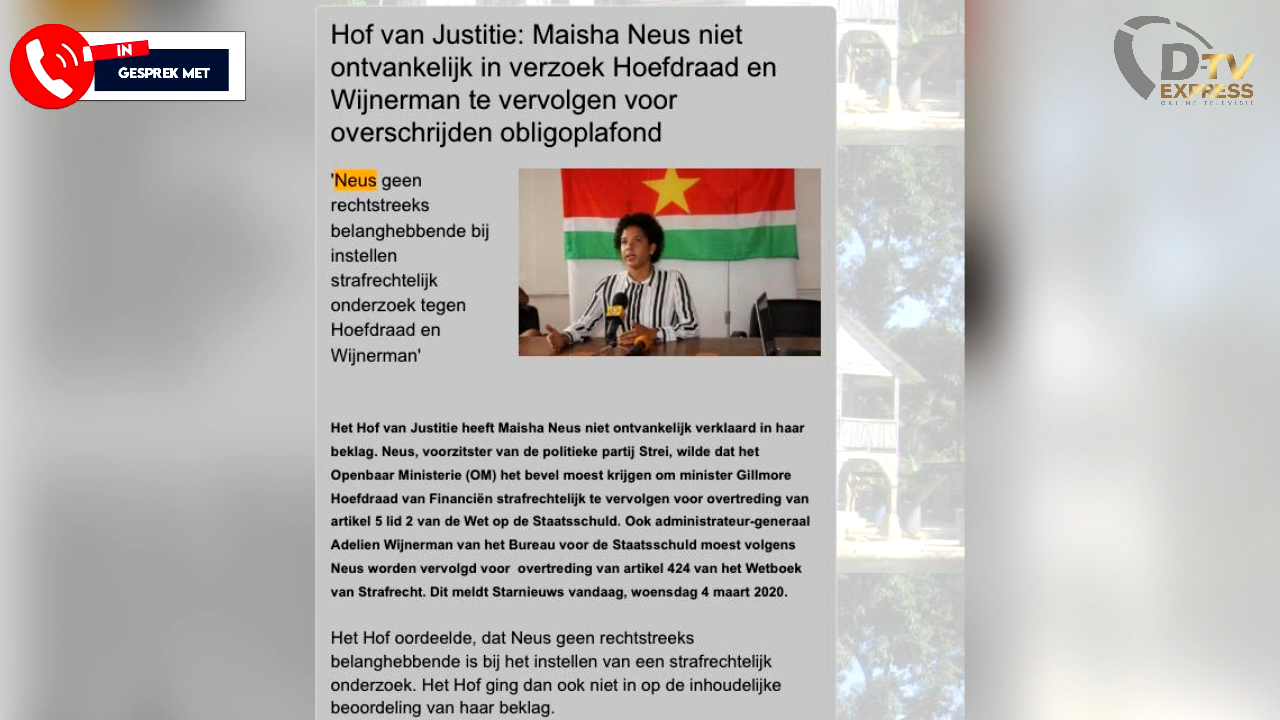 IN
GESPREK MET
D-TV
EXPRESS
ONLINE TELEVISIE
Hof van Justitie: Maisha Neus niet
ontvankelijk in verzoek Hoefdraad en
Wijnerman te vervolgen voor
overschrijden obligoplafond
'Neus geen
rechtstreeks
belanghebbende bij
instellen
strafrechtelijk
onderzoek tegen
Hoefdraad en
Wijnerman'
Het Hof van Justitie heeft Maisha Neus niet ontvankelijk verklaard in haar
beklag. Neus, voorzitster van de politieke partij Strei, wilde dat het
Openbaar Ministerie (OM) het bevel moest krijgen om minister Gillmore
Hoefdraad van Financiën strafrechtelijk te vervolgen voor overtreding van
artikel 5 lid 2 van de Wet op de Staatsschuld. Ook administrateur-generaal
Adelien Wijnerman van het Bureau voor de Staatsschuld moest volgens
Neus worden vervolgd voor  overtreding van artikel 424 van het Wetboek
van Strafrecht. Dit meldt Starnieuws vandaag, woensdag 4 maart 2020.
Het Hof oordeelde, dat Neus geen rechtstreeks
belanghebbende is bij het instellen van een strafrechtelijk
onderzoek. Het Hof ging dan ook niet in op de inhoudelijke
beoordeling van haar beklag.